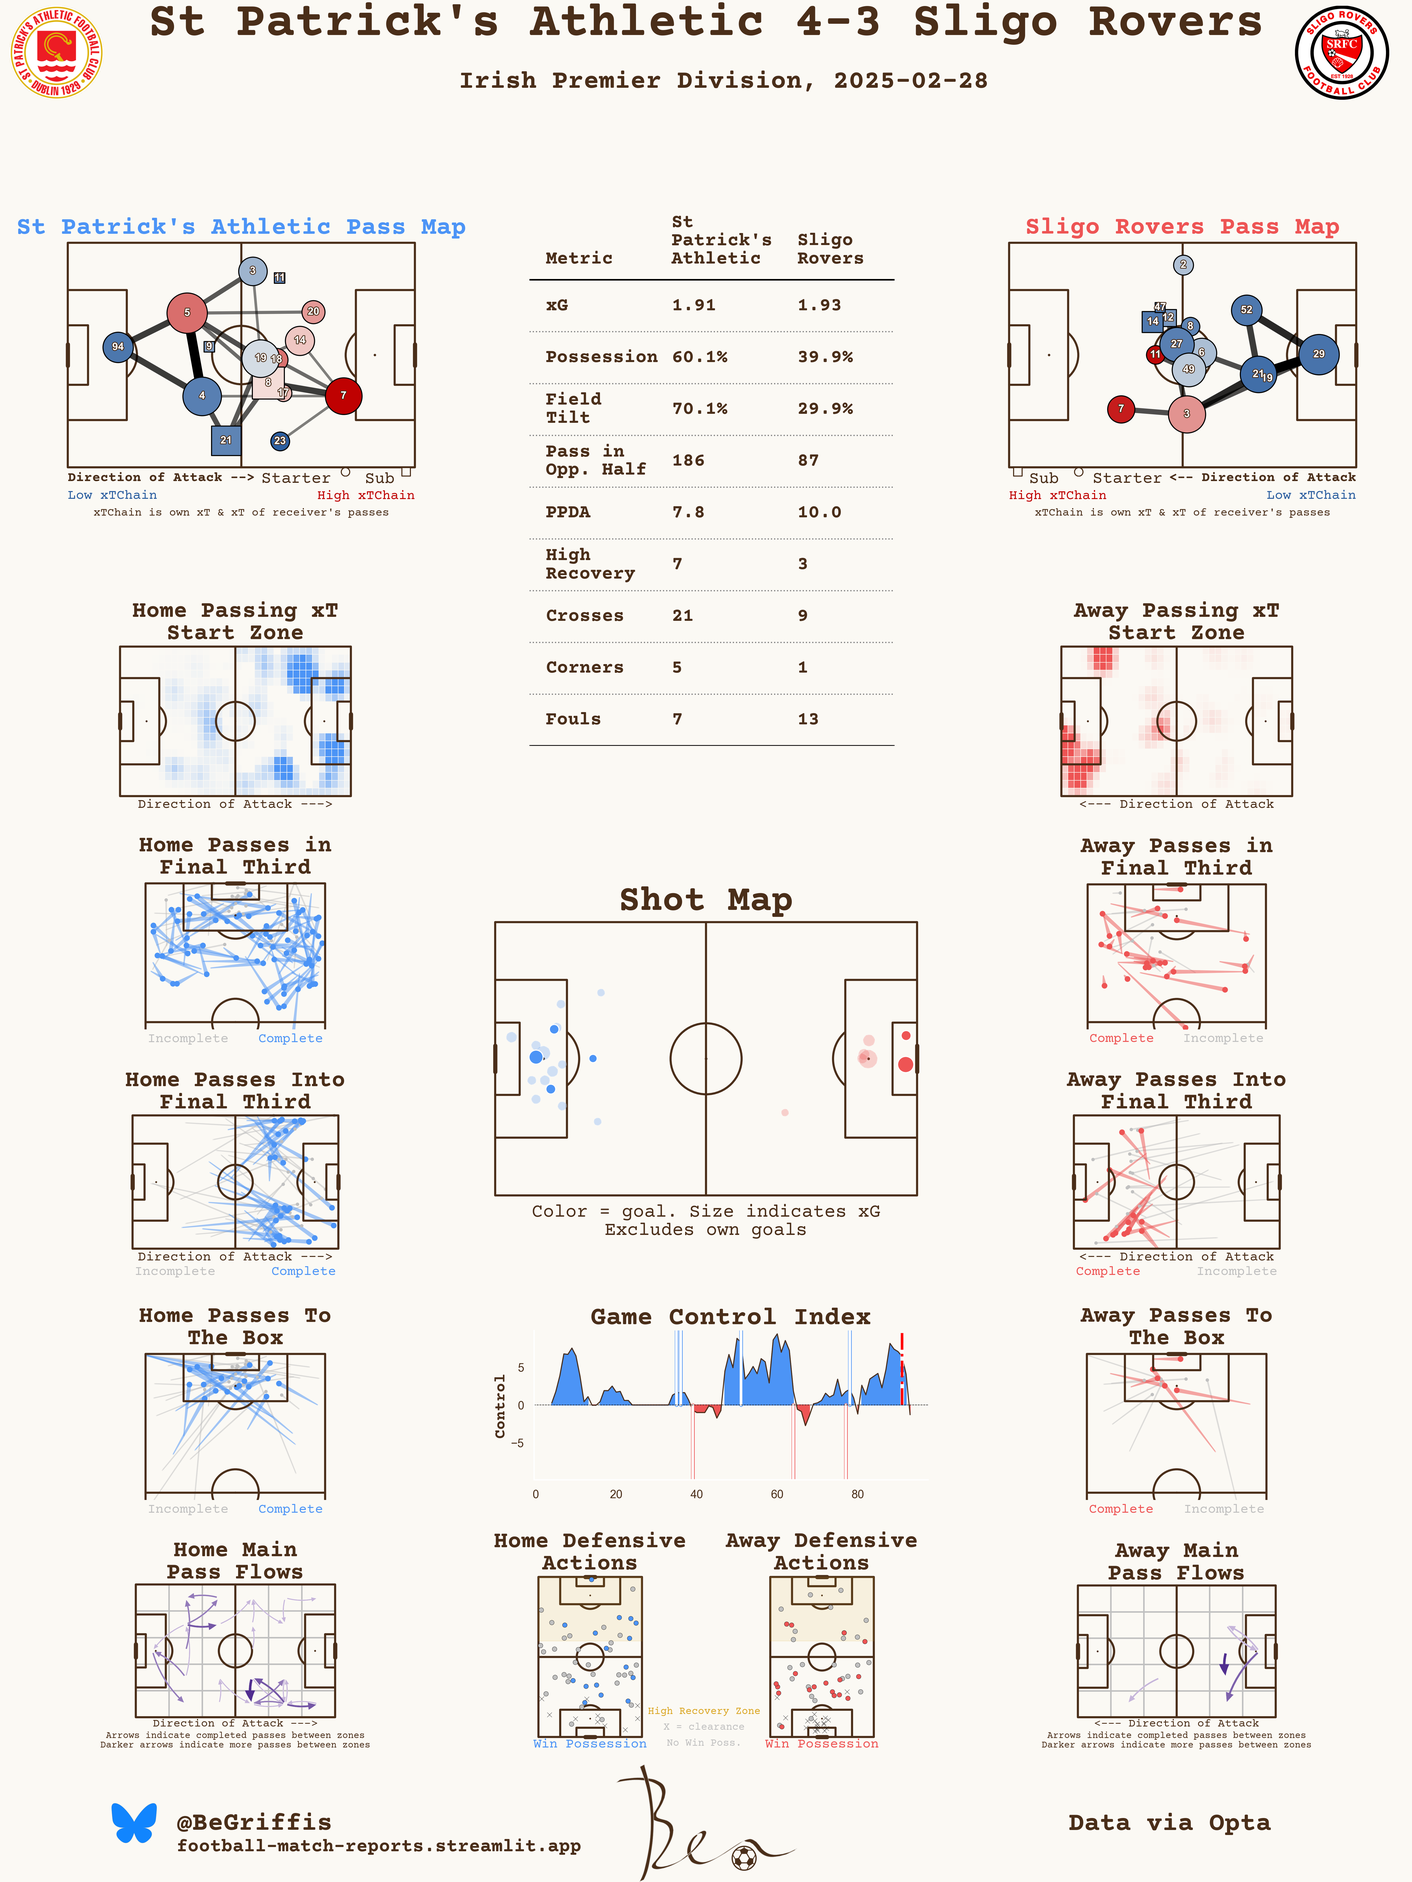 St Patrick's Athletic 4-3 Sligo Rovers
Irish Premier Division, 2025-02-28
ST PATRICK'S ATHLETIC FOOTBALL CLUB
DUBLIN 1929
SLIGO ROVERS
SRFC
EST 1928
FOOTBALL CLUB
St Patrick's Athletic Pass Map
3
11
5
20
14
94
9
19
18
8
17
4
7
21
23
Direction of Attack --> Starter Sub
Low xTChain High xTChain
xTChain is own xT & xT of receiver's passes
Metric St Patrick's Athletic Sligo Rovers
xG 1.91 1.93
Possession 60.1% 39.9%
Field Tilt 70.1% 29.9%
Pass in Opp. Half 186 87
PPDA 7.8 10.0
High Recovery 7 3
Crosses 21 9
Corners 5 1
Fouls 7 13
Sligo Rovers Pass Map
2
47
14
12
8
52
27
11
6
49
29
21
19
7
3
Sub Starter <-- Direction of Attack
High xTChain Low xTChain
xTChain is own xT & xT of receiver's passes
Home Passing xT
Start Zone
Direction of Attack --->
Away Passing xT
Start Zone
<--- Direction of Attack
Home Passes in
Final Third
Incomplete Complete
Away Passes in
Final Third
Complete Incomplete
Shot Map
Color = goal. Size indicates xG
Excludes own goals
Home Passes Into
Final Third
Direction of Attack --->
Incomplete Complete
Away Passes Into
Final Third
<--- Direction of Attack
Complete Incomplete
Home Passes To
The Box
Incomplete Complete
Game Control Index
Control
5
0
−5
0 20 40 60 80
Away Passes To
The Box
Complete Incomplete
Home Main
Pass Flows
Direction of Attack --->
Arrows indicate completed passes between zones
Darker arrows indicate more passes between zones
Home Defensive
Actions
Win Possession
Away Defensive
Actions
Win Possession
High Recovery Zone
X = clearance
No Win Poss.
Away Main
Pass Flows
<--- Direction of Attack
Arrows indicate completed passes between zones
Darker arrows indicate more passes between zones
@BeGriffis
football-match-reports.streamlit.app
Ben
Data via Opta